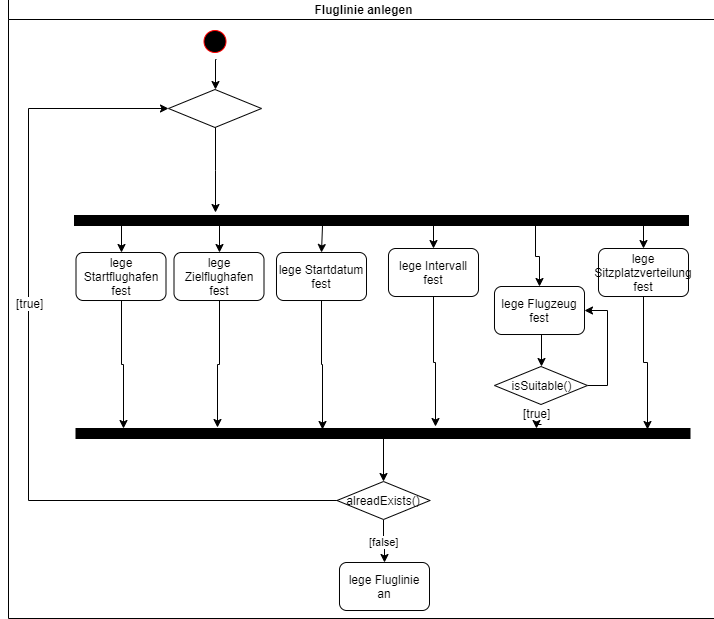 Fluglinie anlegen
lege
Startflughafen
fest
lege
Zielflughafen
fest
lege Startdatum
fest
lege Intervall
fest
lege Flugzeug
fest
lege
Sitzplatzverteilung
fest
[true]
isSuitable()
[true]
alreadExists()
[false]
lege Fluglinie
an